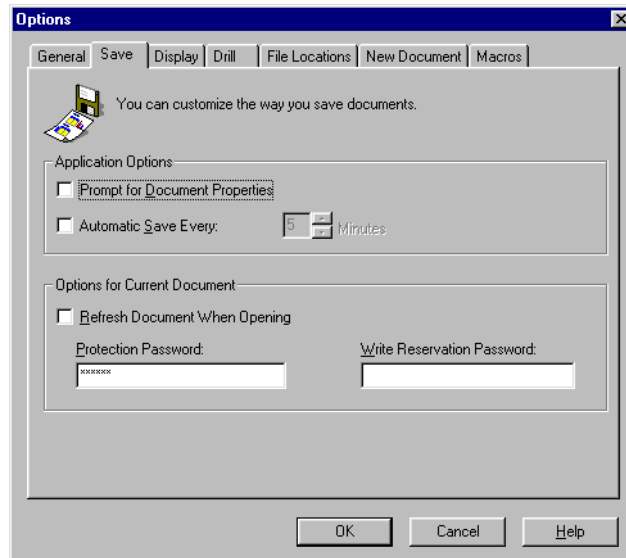 Options
General Save Display Drill File Locations New Document Macros
You can customize the way you save documents.
Application Options
Prompt for Document Properties
Automatic Save Every: 5 Minutes
Options for Current Document
Refresh Document When Opening
Protection Password: Write Reservation Password:
******
OK Cancel Help